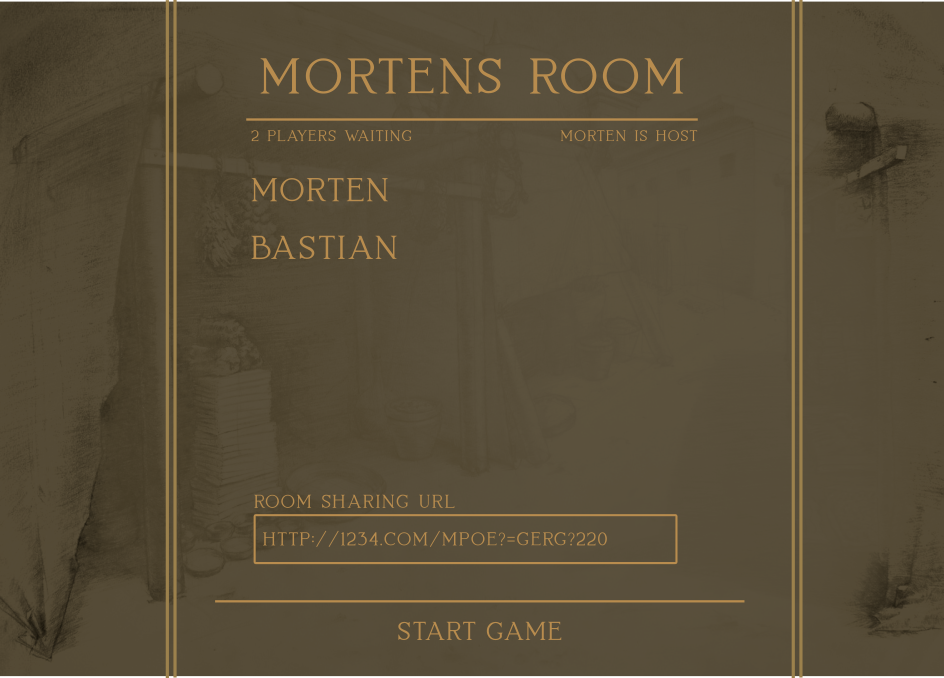 MORTENS ROOM
2 PLAYERS WAITING
MORTEN IS HOST
MORTEN
BASTIAN
ROOM SHARING URL
HTTP://1234.COM/MPOE?=GERG?220
START GAME